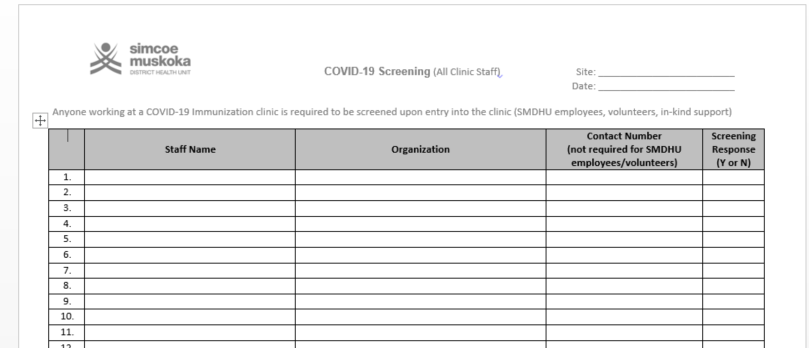 simcoe
muskoka
DISTRICT HEALTH UNIT
COVID-19 Screening (All Clinic Staff)
Site: ____________________
Date: ____________________
Anyone working at a COVID-19 Immunization clinic is required to be screened upon entry into the clinic (SMDHU employees, volunteers, in-kind support)
Staff Name
Organization
Contact Number
(not required for SMDHU
employees/volunteers)
Screening
Response
(Y or N)
1.
2.
3.
4.
5.
6.
7.
8.
9.
10.
11.
12.